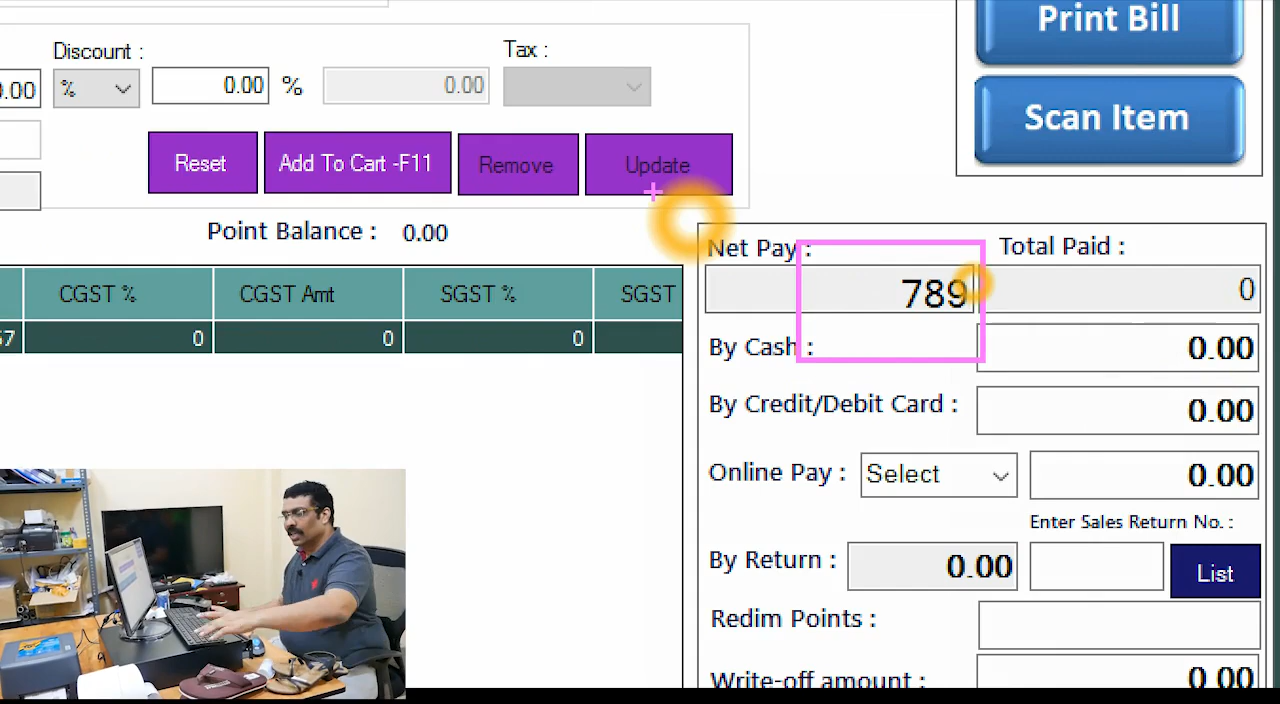 Print Bill
Discount :
Tax :
0.00
%
0.00
%
0.00
Scan Item
Reset
Add To Cart -F11
Remove
Update
Point Balance :
0.00
Net Pay :
Total Paid :
CGST %
CGST Amt
SGST %
SGST
789
0
57
0
0
0
By Cash :
0.00
By Credit/Debit Card :
0.00
Online Pay :
Select
0.00
Enter Sales Return No. :
By Return :
0.00
List
Redim Points :
Write-off amount :
0.00